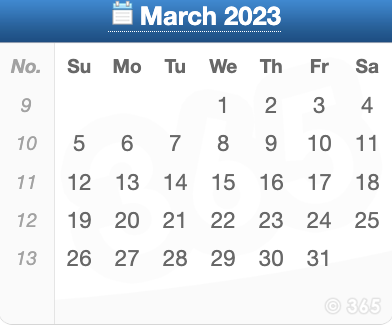 March 2023
No. Su Mo Tu We Th Fr Sa
9 1 2 3 4
10 5 6 7 8 9 10 11
11 12 13 14 15 16 17 18
12 19 20 21 22 23 24 25
13 26 27 28 29 30 31
© 365
365